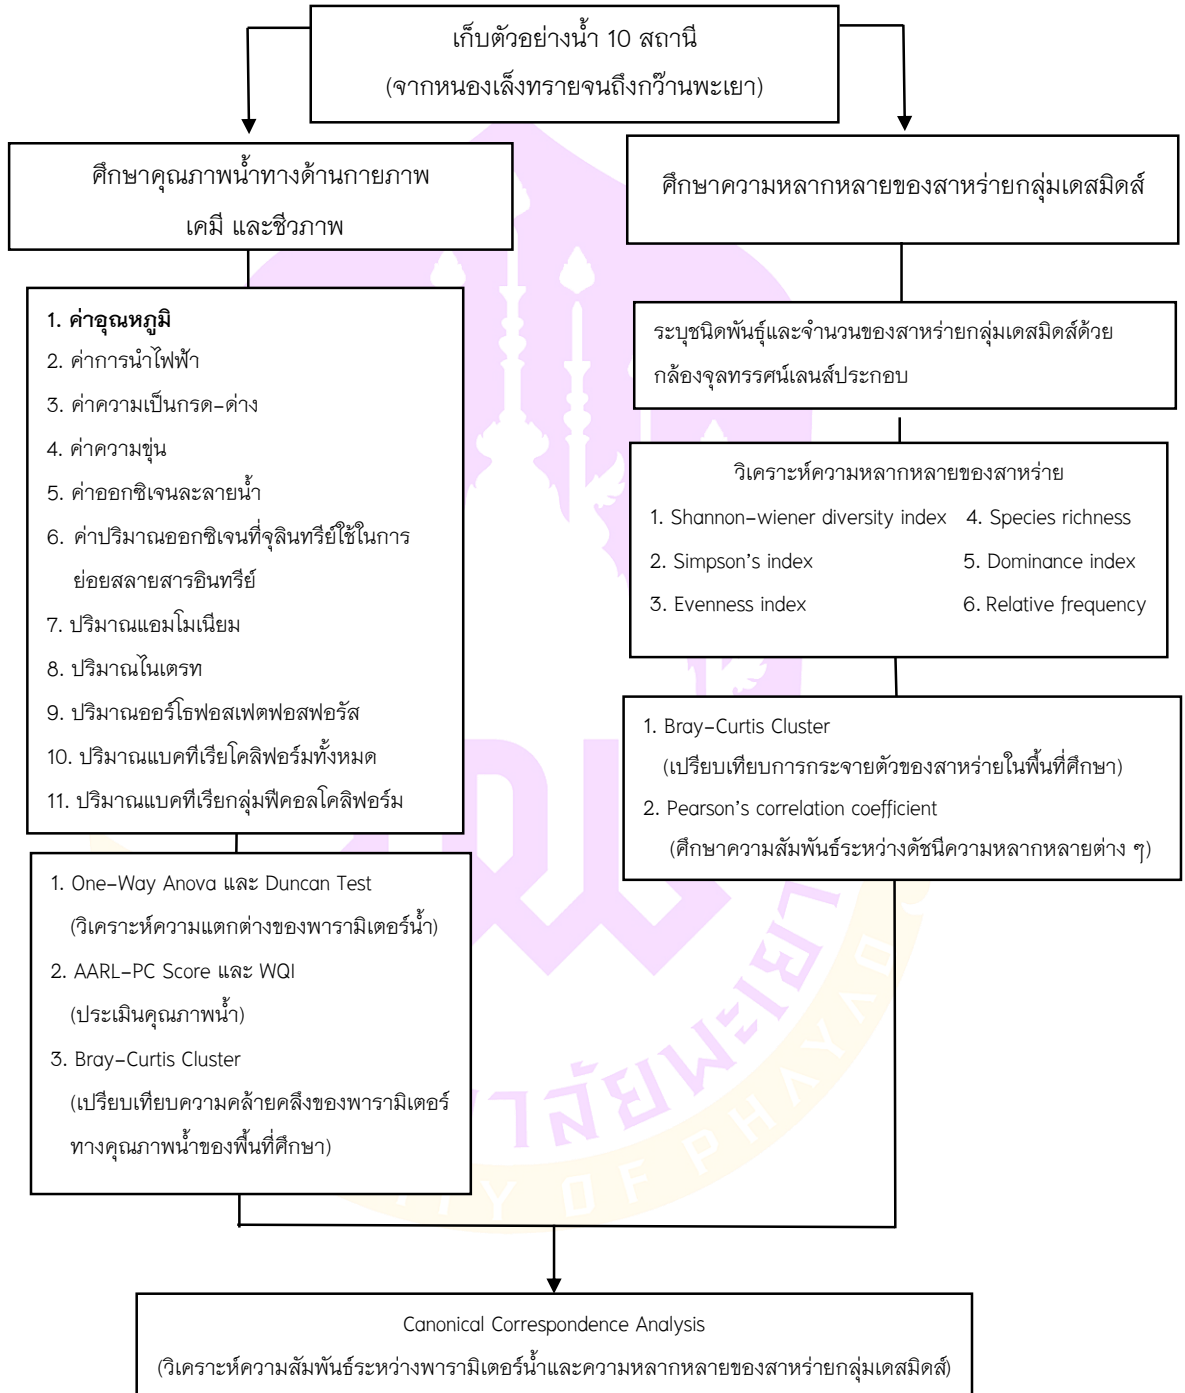 เก็บตัวอย่างน้ำ 10 สถานี
(จากหนองเล็งทรายจนถึงกว๊านพะเยา)
ศึกษาคุณภาพน้ำทางด้านกายภาพ
เคมี และชีวภาพ
1. ค่าอุณหภูมิ
2. ค่าการนำไฟฟ้า
3. ค่าความเป็นกรด-ด่าง
4. ค่าความขุ่น
5. ค่าออกซิเจนละลายน้ำ
6. ค่าปริมาณออกซิเจนที่จุลินทรีย์ใช้ในการ
ย่อยสลายสารอินทรีย์
7. ปริมาณแอมโมเนียม
8. ปริมาณไนเตรท
9. ปริมาณออร์โธฟอสเฟตฟอสฟอรัส
10. ปริมาณแบคทีเรียโคลิฟอร์มทั้งหมด
11. ปริมาณแบคทีเรียกลุ่มฟีคอลโคลิฟอร์ม
1. One-Way Anova และ Duncan Test
(วิเคราะห์ความแตกต่างของพารามิเตอร์น้ำ)
2. AARL-PC Score และ WQI
(ประเมินคุณภาพน้ำ)
3. Bray-Curtis Cluster
(เปรียบเทียบความคล้ายคลึงของพารามิเตอร์
ทางคุณภาพน้ำของพื้นที่ศึกษา)
ศึกษาความหลากหลายของสาหร่ายกลุ่มเดสมิดส์
ระบุชนิดพันธุ์และจำนวนของสาหร่ายกลุ่มเดสมิดส์ด้วย
กล้องจุลทรรศน์เลนส์ประกอบ
วิเคราะห์ความหลากหลายของสาหร่าย
1. Shannon-wiener diversity index 4. Species richness
2. Simpson's index 5. Dominance index
3. Evenness index 6. Relative frequency
1. Bray-Curtis Cluster
(เปรียบเทียบการกระจายตัวของสาหร่ายในพื้นที่ศึกษา)
2. Pearson's correlation coefficient
(ศึกษาความสัมพันธ์ระหว่างดัชนีความหลากหลายต่าง ๆ)
Canonical Correspondence Analysis
(วิเคราะห์ความสัมพันธ์ระหว่างพารามิเตอร์น้ำและความหลากหลายของสาหร่ายกลุ่มเดสมิดส์)
าลัยพะเยา
ITY OF PHAYAO